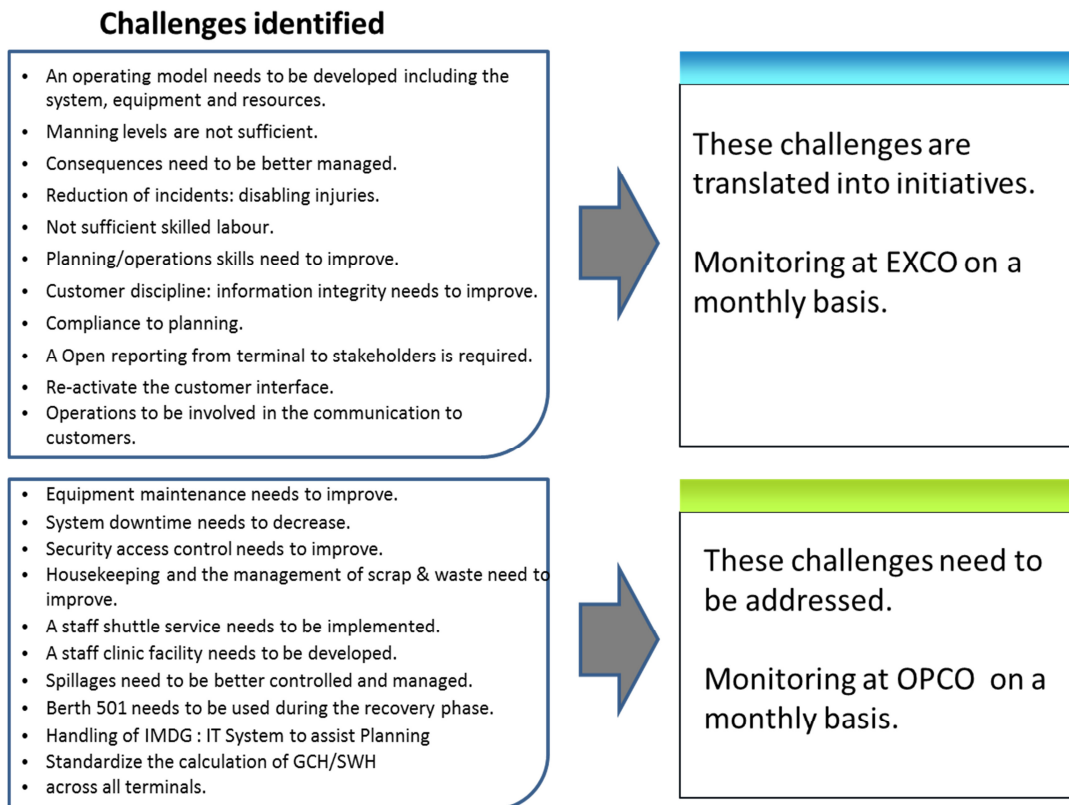 Challenges identified
• An operating model needs to be developed including the
system, equipment and resources.
• Manning levels are not sufficient.
• Consequences need to be better managed.
• Reduction of incidents: disabling injuries.
• Not sufficient skilled labour.
• Planning/operations skills need to improve.
• Customer discipline: information integrity needs to improve.
• Compliance to planning.
• A Open reporting from terminal to stakeholders is required.
• Re-activate the customer interface.
• Operations to be involved in the communication to
customers.
These challenges are
translated into initiatives.
Monitoring at EXCO on a
monthly basis.
• Equipment maintenance needs to improve.
• System downtime needs to decrease.
• Security access control needs to improve.
• Housekeeping and the management of scrap & waste need to
improve.
• A staff shuttle service needs to be implemented.
• A staff clinic facility needs to be developed.
• Spillages need to be better controlled and managed.
• Berth 501 needs to be used during the recovery phase.
• Handling of IMDG : IT System to assist Planning
• Standardize the calculation of GCH/SWH
• across all terminals.
These challenges need to
be addressed.
Monitoring at OPCO on a
monthly basis.